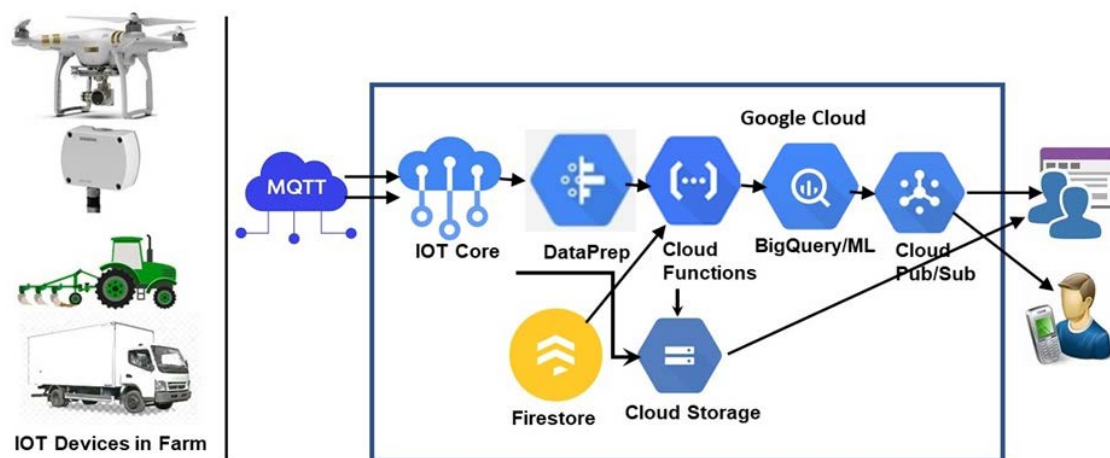 Google Cloud
MQTT
IOT Core
DataPrep
Cloud
Functions
BigQuery/ML
Cloud
Pub/Sub
Firestore
Cloud Storage
IOT Devices in Farm